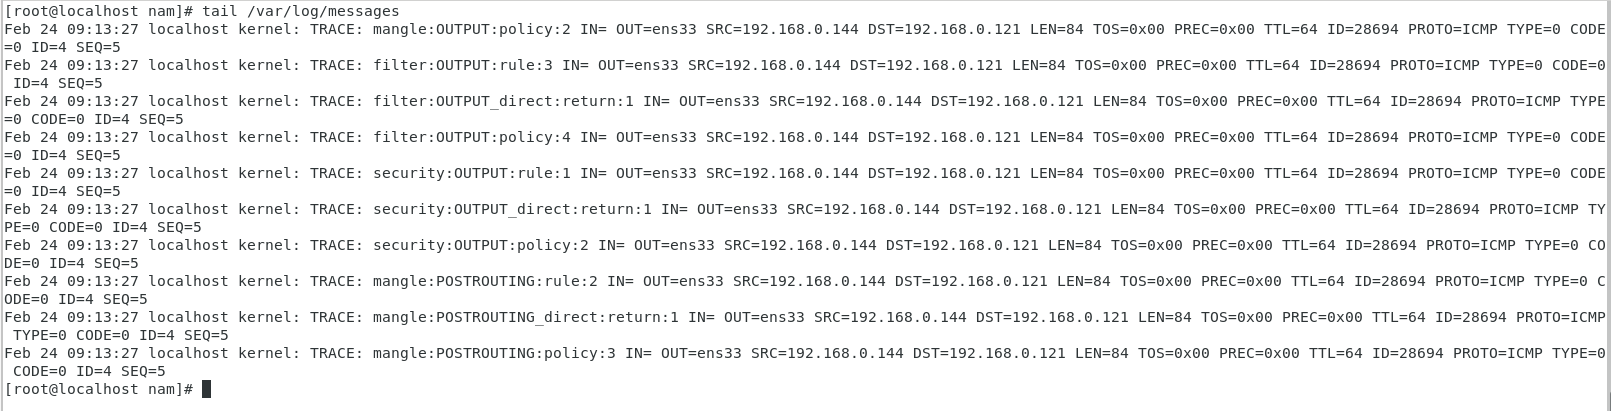 [root@localhost nam]# tail /var/log/messages
Feb 24 09:13:27 localhost kernel: TRACE: mangle:OUTPUT:policy:2 IN= OUT=ens33 SRC=192.168.0.144 DST=192.168.0.121 LEN=84 TOS=0x00 PREC=0x00 TTL=64 ID=28694 PROTO=ICMP TYPE=0 CODE
=0 ID=4 SEQ=5
Feb 24 09:13:27 localhost kernel: TRACE: filter:OUTPUT:rule:3 IN= OUT=ens33 SRC=192.168.0.144 DST=192.168.0.121 LEN=84 TOS=0x00 PREC=0x00 TTL=64 ID=28694 PROTO=ICMP TYPE=0 CODE=0
 ID=4 SEQ=5
Feb 24 09:13:27 localhost kernel: TRACE: filter:OUTPUT_direct:return:1 IN= OUT=ens33 SRC=192.168.0.144 DST=192.168.0.121 LEN=84 TOS=0x00 PREC=0x00 TTL=64 ID=28694 PROTO=ICMP TYPE
=0 CODE=0 ID=4 SEQ=5
Feb 24 09:13:27 localhost kernel: TRACE: filter:OUTPUT:policy:4 IN= OUT=ens33 SRC=192.168.0.144 DST=192.168.0.121 LEN=84 TOS=0x00 PREC=0x00 TTL=64 ID=28694 PROTO=ICMP TYPE=0 CODE
=0 ID=4 SEQ=5
Feb 24 09:13:27 localhost kernel: TRACE: security:OUTPUT:rule:1 IN= OUT=ens33 SRC=192.168.0.144 DST=192.168.0.121 LEN=84 TOS=0x00 PREC=0x00 TTL=64 ID=28694 PROTO=ICMP TYPE=0 CODE
=0 ID=4 SEQ=5
Feb 24 09:13:27 localhost kernel: TRACE: security:OUTPUT_direct:return:1 IN= OUT=ens33 SRC=192.168.0.144 DST=192.168.0.121 LEN=84 TOS=0x00 PREC=0x00 TTL=64 ID=28694 PROTO=ICMP TY
PE=0 CODE=0 ID=4 SEQ=5
Feb 24 09:13:27 localhost kernel: TRACE: security:OUTPUT:policy:2 IN= OUT=ens33 SRC=192.168.0.144 DST=192.168.0.121 LEN=84 TOS=0x00 PREC=0x00 TTL=64 ID=28694 PROTO=ICMP TYPE=0 CO
DE=0 ID=4 SEQ=5
Feb 24 09:13:27 localhost kernel: TRACE: mangle:POSTROUTING:rule:2 IN= OUT=ens33 SRC=192.168.0.144 DST=192.168.0.121 LEN=84 TOS=0x00 PREC=0x00 TTL=64 ID=28694 PROTO=ICMP TYPE=0 C
ODE=0 ID=4 SEQ=5
Feb 24 09:13:27 localhost kernel: TRACE: mangle:POSTROUTING_direct:return:1 IN= OUT=ens33 SRC=192.168.0.144 DST=192.168.0.121 LEN=84 TOS=0x00 PREC=0x00 TTL=64 ID=28694 PROTO=ICMP
 TYPE=0 CODE=0 ID=4 SEQ=5
Feb 24 09:13:27 localhost kernel: TRACE: mangle:POSTROUTING:policy:3 IN= OUT=ens33 SRC=192.168.0.144 DST=192.168.0.121 LEN=84 TOS=0x00 PREC=0x00 TTL=64 ID=28694 PROTO=ICMP TYPE=0
 CODE=0 ID=4 SEQ=5
[root@localhost nam]#